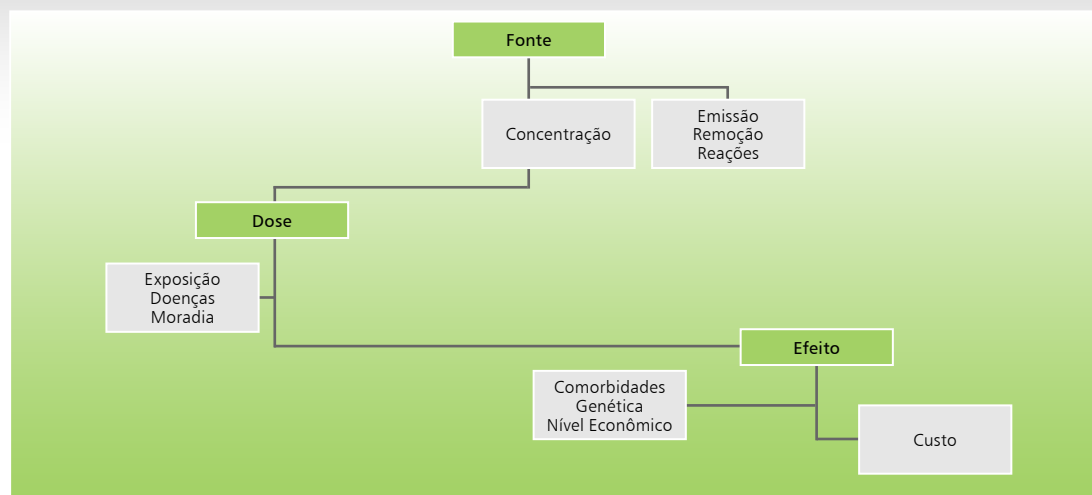 Fonte
Concentração
Emissão
Remoção
Reações
Dose
Exposição
Doenças
Moradia
Efeito
Comorbidades
Genética
Nível Econômico
Custo